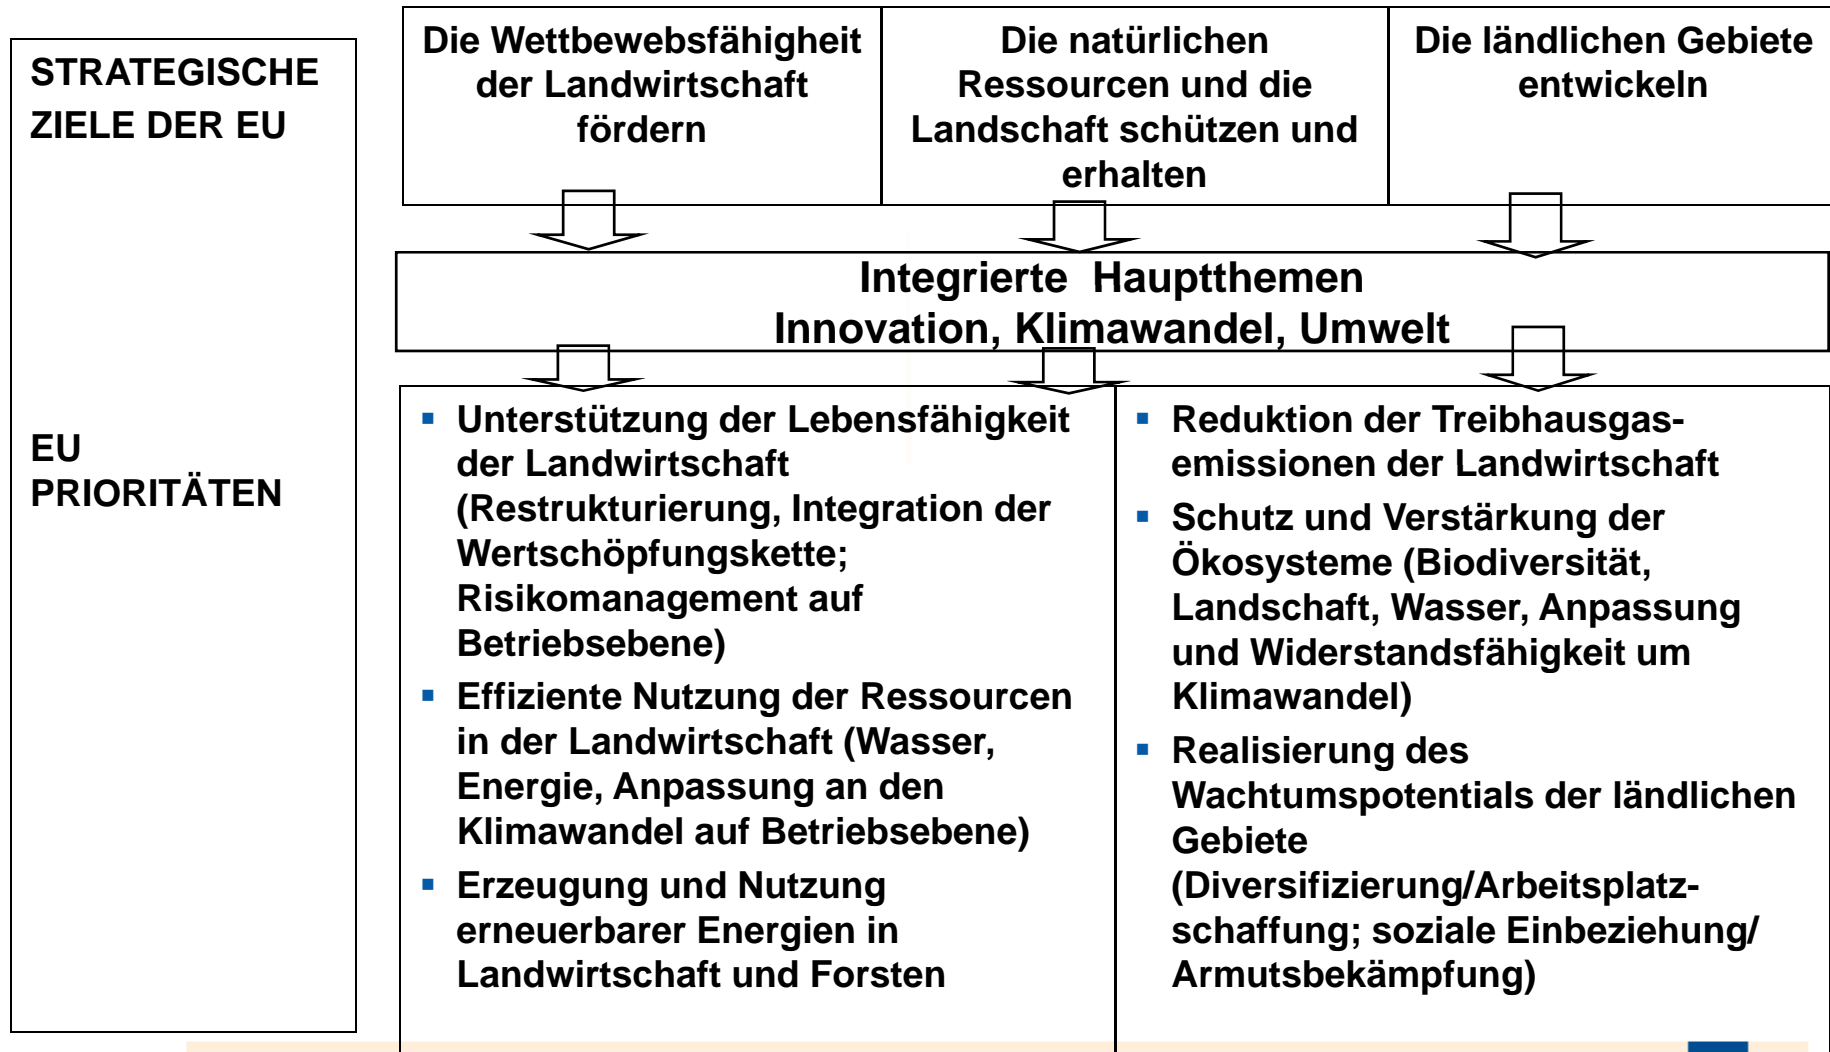 STRATEGISCHE
ZIELE DER EU
Die Wettbewebsfähigheit
der Landwirtschaft
fördern
Die natürlichen
Ressourcen und die
Landschaft schützen und
erhalten
Die ländlichen Gebiete
entwickeln
Integrierte Hauptthemen
Innovation, Klimawandel, Umwelt
EU
PRIORITÄTEN
▪ Unterstützung der Lebensfähigkeit
der Landwirtschaft
(Restrukturierung, Integration der
Wertschöpfungskette;
Risikomanagement auf
Betriebsebene)
▪ Effiziente Nutzung der Ressourcen
in der Landwirtschaft (Wasser,
Energie, Anpassung an den
Klimawandel auf Betriebsebene)
▪ Erzeugung und Nutzung
erneuerbarer Energien in
Landwirtschaft und Forsten
▪ Reduktion der Treibhausgas-
emissionen der Landwirtschaft
▪ Schutz und Verstärkung der
Ökosysteme (Biodiversität,
Landschaft, Wasser, Anpassung
und Widerstandsfähigkeit um
Klimawandel)
▪ Realisierung des
Wachtumspotentials der ländlichen
Gebiete
(Diversifizierung/Arbeitsplatz-
schaffung; soziale Einbeziehung/
Armutsbekämpfung)